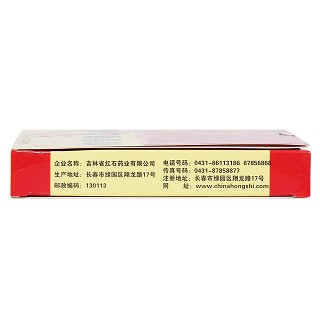 企业名称：吉林省红石药业有限公司
生产地址：长春市绿园区翔龙路17号
邮政编码：130113
电话号码：0431-86113186 87856868
传真号码：0431-87858877
注册地址：长春市绿园区翔龙路17号
网 址：www.chinahongshi.com